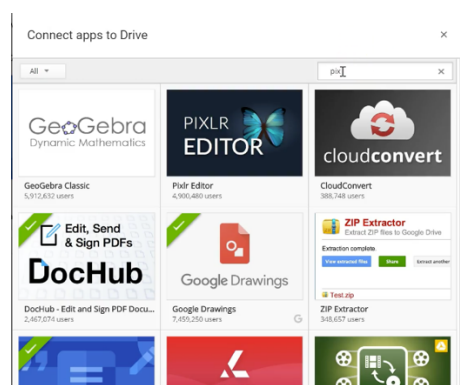 Connect apps to Drive
All
pix
GeoGebra
Dynamic Mathematics
PIXLR
EDITOR
cloudconvert
GeoGebra Classic
5,912,632 users
Pixlr Editor
4,900,480 users
CloudConvert
388,748 users
Edit, Send
& Sign PDFs
DocHub
Google Drawings
ZIP Extractor
Extract ZIP files to Google Drive
Extraction complete.
View extracted files
Share
Extract another
Test.zip
DocHub - Edit and Sign PDF Docu...
2,467,074 users
Google Drawings
7,459,250 users
ZIP Extractor
348,657 users